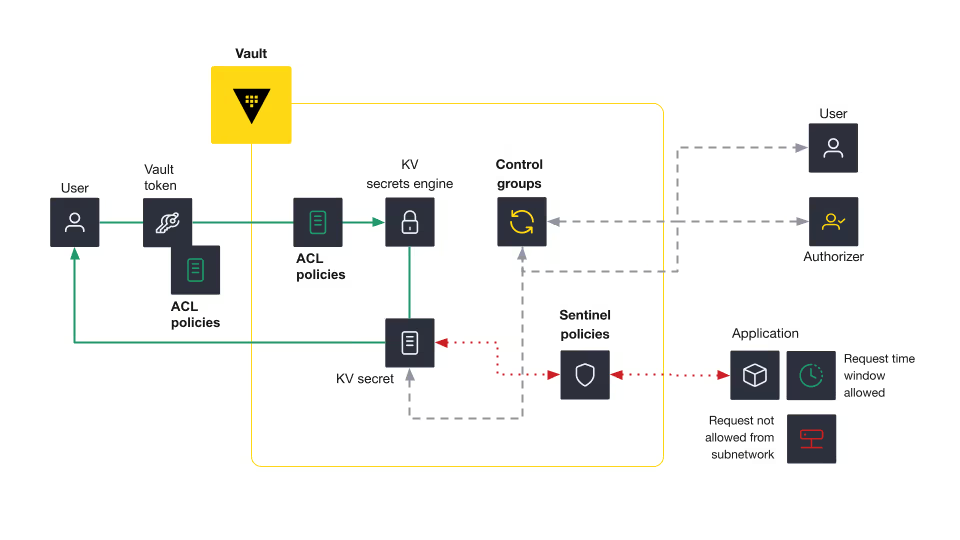 Vault
User
Vault
token
KV
secrets engine
Control
groups
User
ACL
policies
ACL
policies
Authorizer
Sentinel
policies
KV secret
Application
Request time
window
allowed
Request not
allowed from
subnetwork